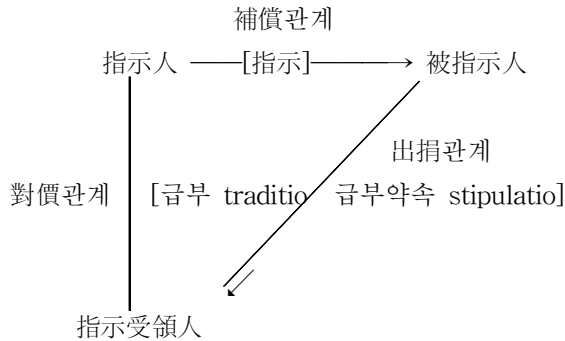 補償관계
指示人 [指示] 被指示人
出捐관계
對價관계 [급부 traditio 급부약속 stipulatio]
指示受領人